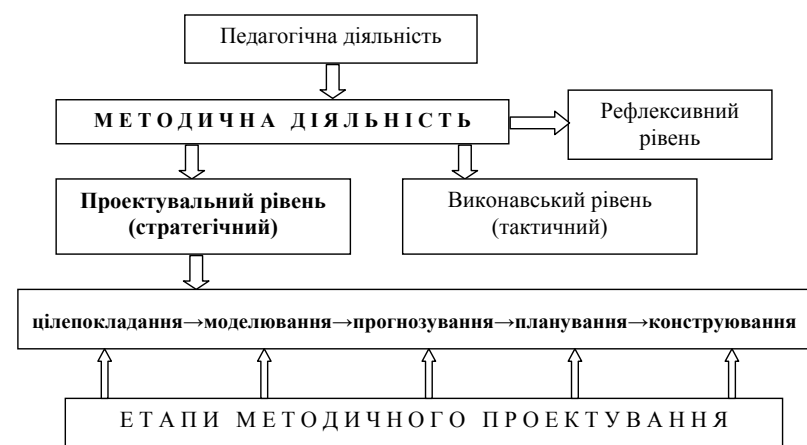 Педагогічна діяльність
МЕТОДИЧНА ДІЯЛЬНІСТЬ
Рефлексивний
рівень
Проектувальний рівень
(стратегічний)
Виконавський рівень
(тактичний)
цілепокладання→моделювання→прогнозування→планування→конструювання
ЕТАПИ МЕТОДИЧНОГО ПРОЕКТУВАННЯ